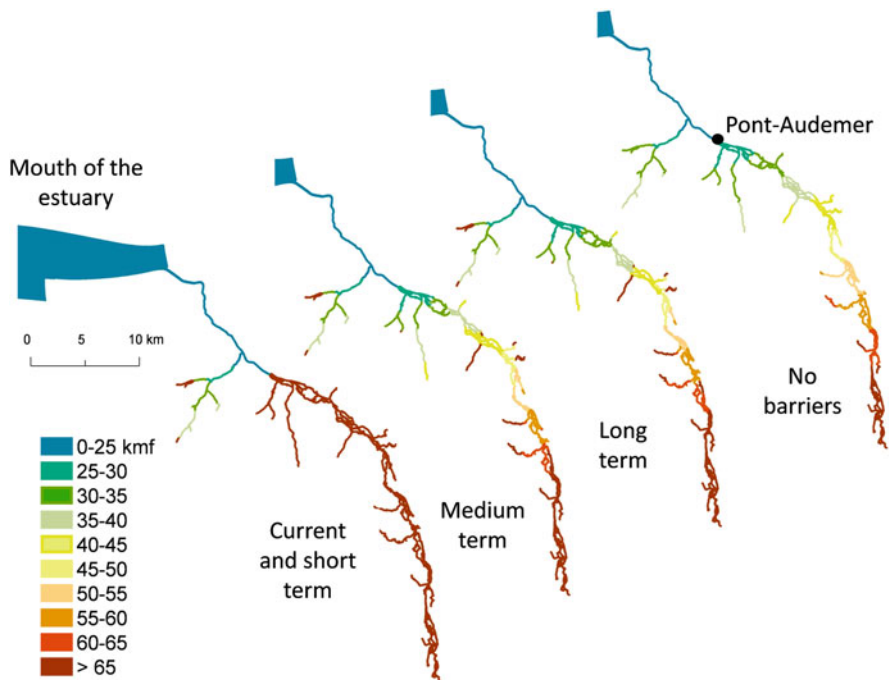 Pont-Audemer
Mouth of the
estuary
0 5 10 km
No
barriers
Long
term
Medium
term
Current
and short
term
0-25 kmf
25-30
30-35
35-40
40-45
45-50
50-55
55-60
60-65
> 65